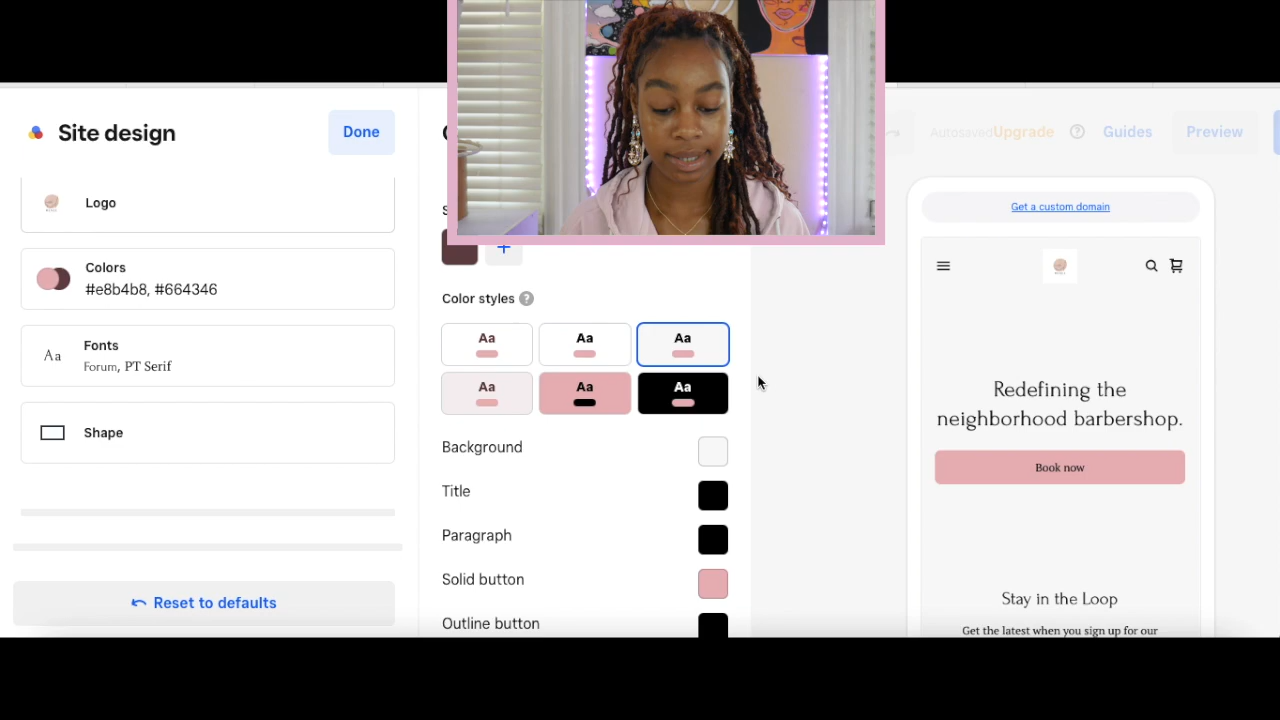 Site design
Done
Logo
Colors
#e8b4b8, #664346
Aa
Fonts
Forum, PT Serif
Shape
Reset to defaults
Color styles ?
Aa
Aa
Aa
Aa
Aa
Aa
Background
Title
Paragraph
Solid button
Outline button
Autosaved
Upgrade
?
Guides
Preview
Get a custom domain
Redefining the
neighborhood barbershop.
Book now
Stay in the Loop
Get the latest when you sign up for our